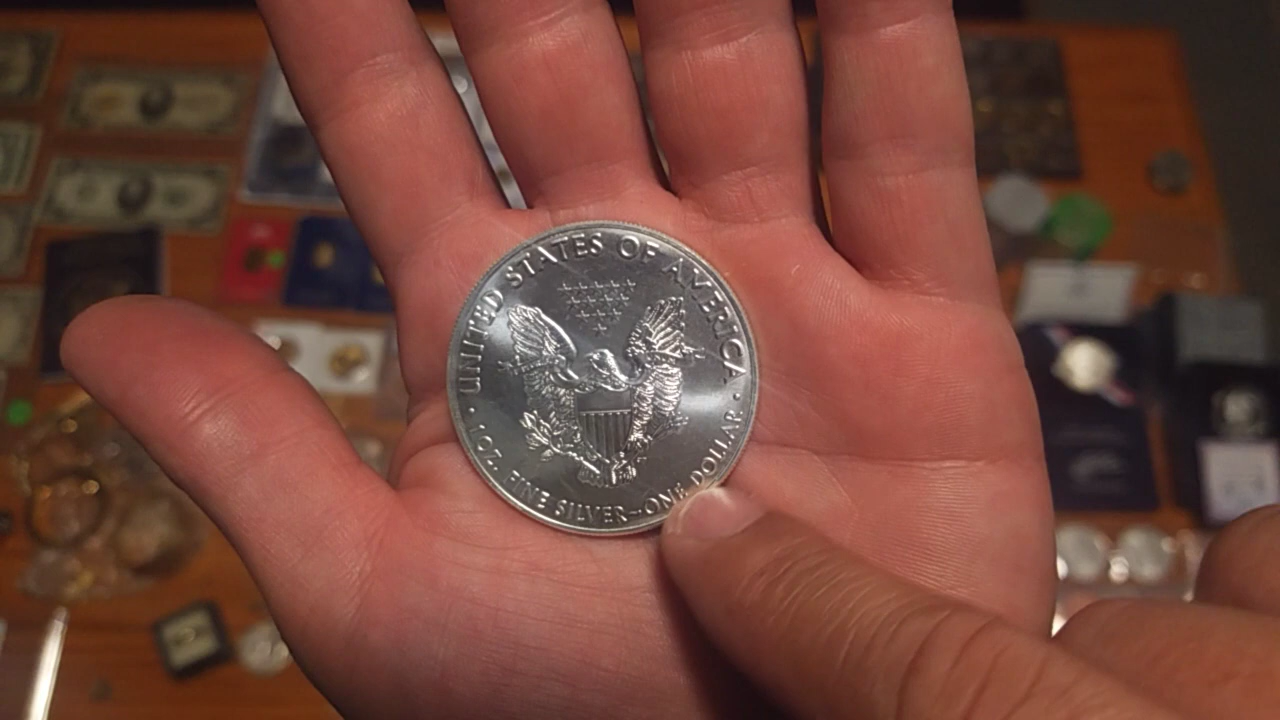 UNITED STATES OF AMERICA
• 1 OZ. FINE SILVER~ONE DOLLAR •